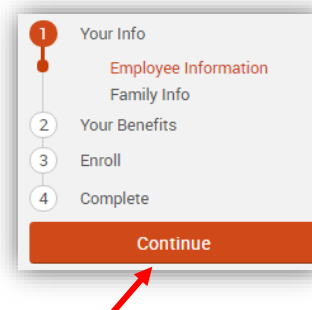 1 Your Info
Employee Information
Family Info
2 Your Benefits
3 Enroll
4 Complete
Continue